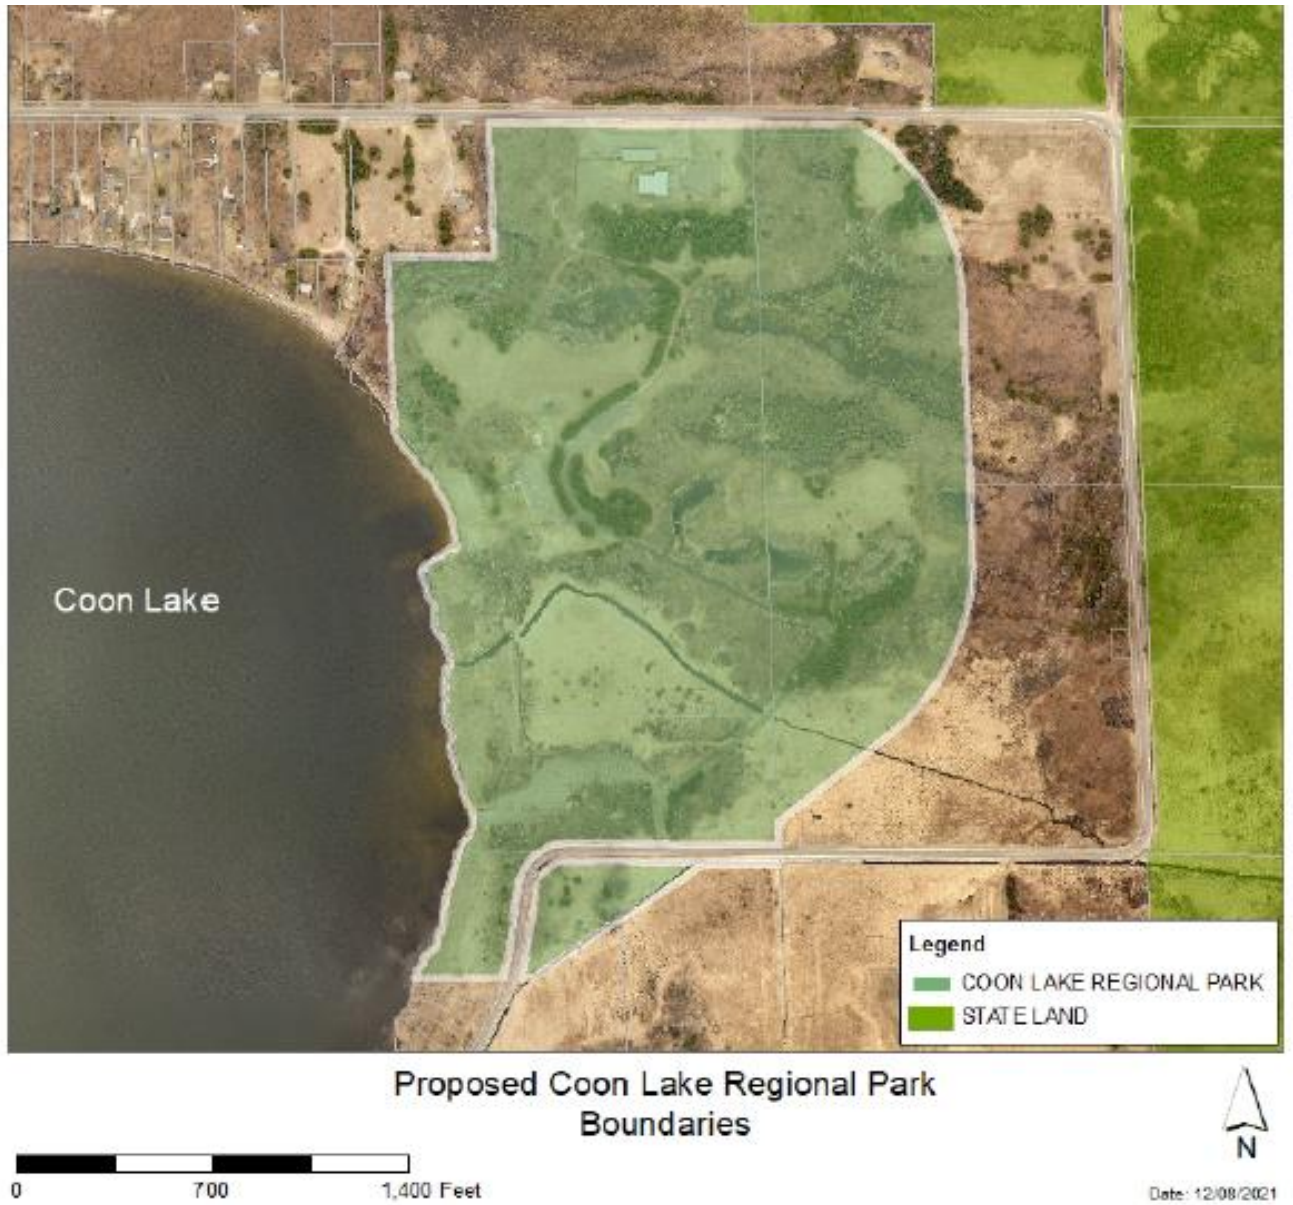 Coon Lake
Legend
COON LAKE REGIONAL PARK
STATE LAND
Proposed Coon Lake Regional Park
Boundaries
N
0 700 1,400 Feet
Date: 12/08/2021